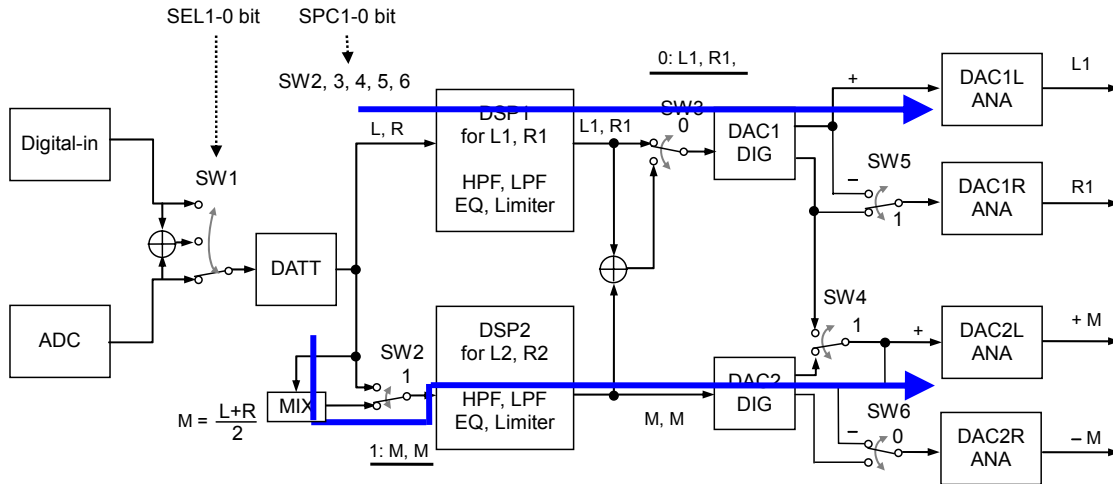 SEL1-0 bit
SPC1-0 bit
SW2, 3, 4, 5, 6
0: L1, R1,
Digital-in
SW1
DATT
ADC
L, R
DSP1
for L1, R1
HPF, LPF
EQ, Limiter
L1, R1
SW3
0
DAC1
DIG
+
DAC1L
ANA
L1
SW5
–
1
DAC1R
ANA
R1
MIX
M = L+R
2
SW2
1
1: M, M
DSP2
for L2, R2
HPF, LPF
EQ, Limiter
M, M
DAC2
DIG
SW4
1
+
DAC2L
ANA
+ M
SW6
–
0
DAC2R
ANA
– M